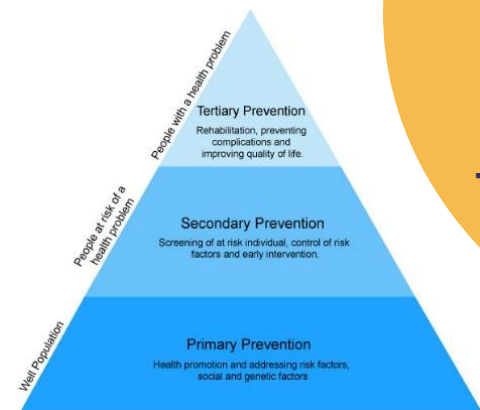 People with a health problem
Tertiary Prevention
Rehabilitation, preventing
complications and
improving quality of life.
People at risk of a
health problem
Secondary Prevention
Screening of at risk individual, control of risk
factors and early intervention.
Well Population
Primary Prevention
Health promotion and addressing risk factors,
social and genetic factors